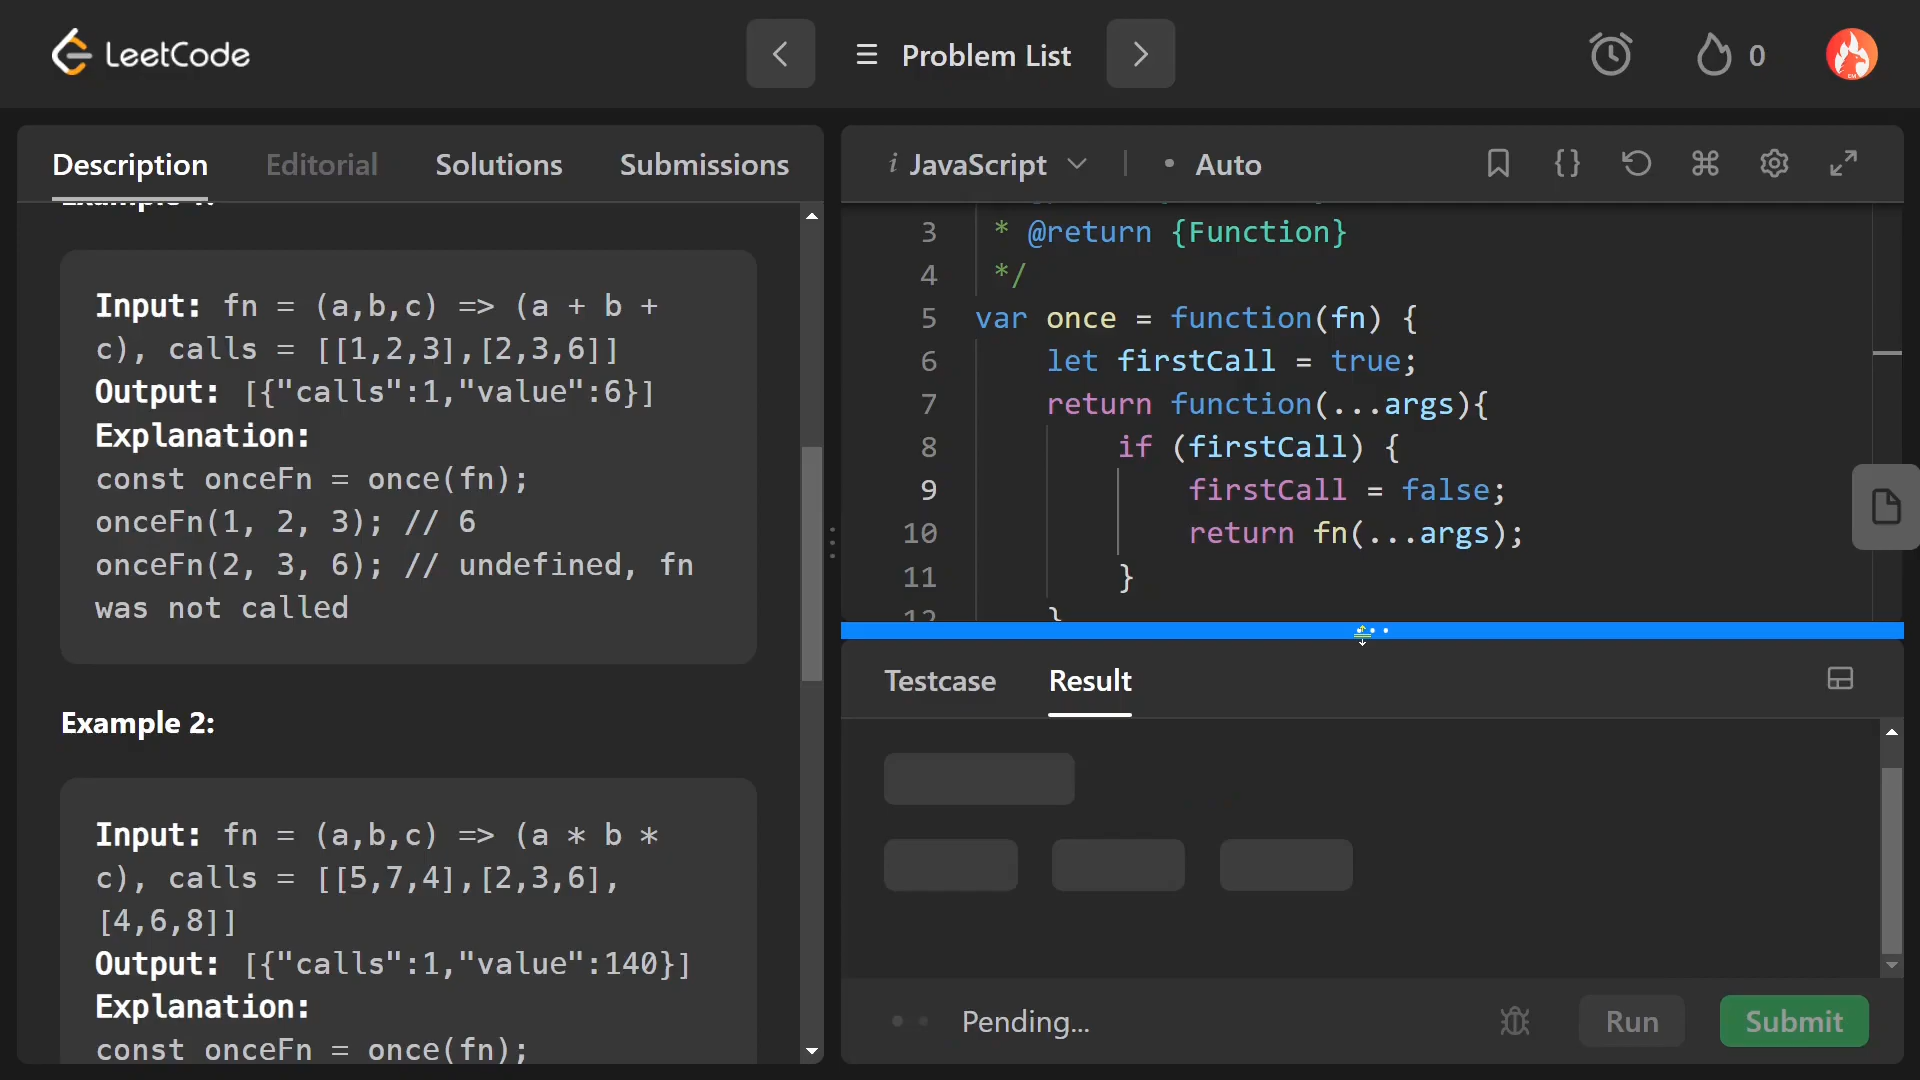 LeetCode
Problem List
0
Description
Editorial
Solutions
Submissions
Input: fn = (a,b,c) => (a + b +
c), calls = [[1,2,3],[2,3,6]]
Output: [{"calls":1,"value":6}]
Explanation:
const onceFn = once(fn);
onceFn(1, 2, 3); // 6
onceFn(2, 3, 6); // undefined, fn
was not called
Example 2:
Input: fn = (a,b,c) => (a * b *
c), calls = [[5,7,4],[2,3,6],
[4,6,8]]
Output: [{"calls":1,"value":140}]
Explanation:
const onceFn = once(fn);
i JavaScript
• Auto
3 * @return {Function}
4 */
5 var once = function(fn) {
6 let firstCall = true;
7 return function(...args){
8 if (firstCall) {
9 firstCall = false;
10 return fn(...args);
11 }
12 }
Testcase
Result
Pending...
Run
Submit